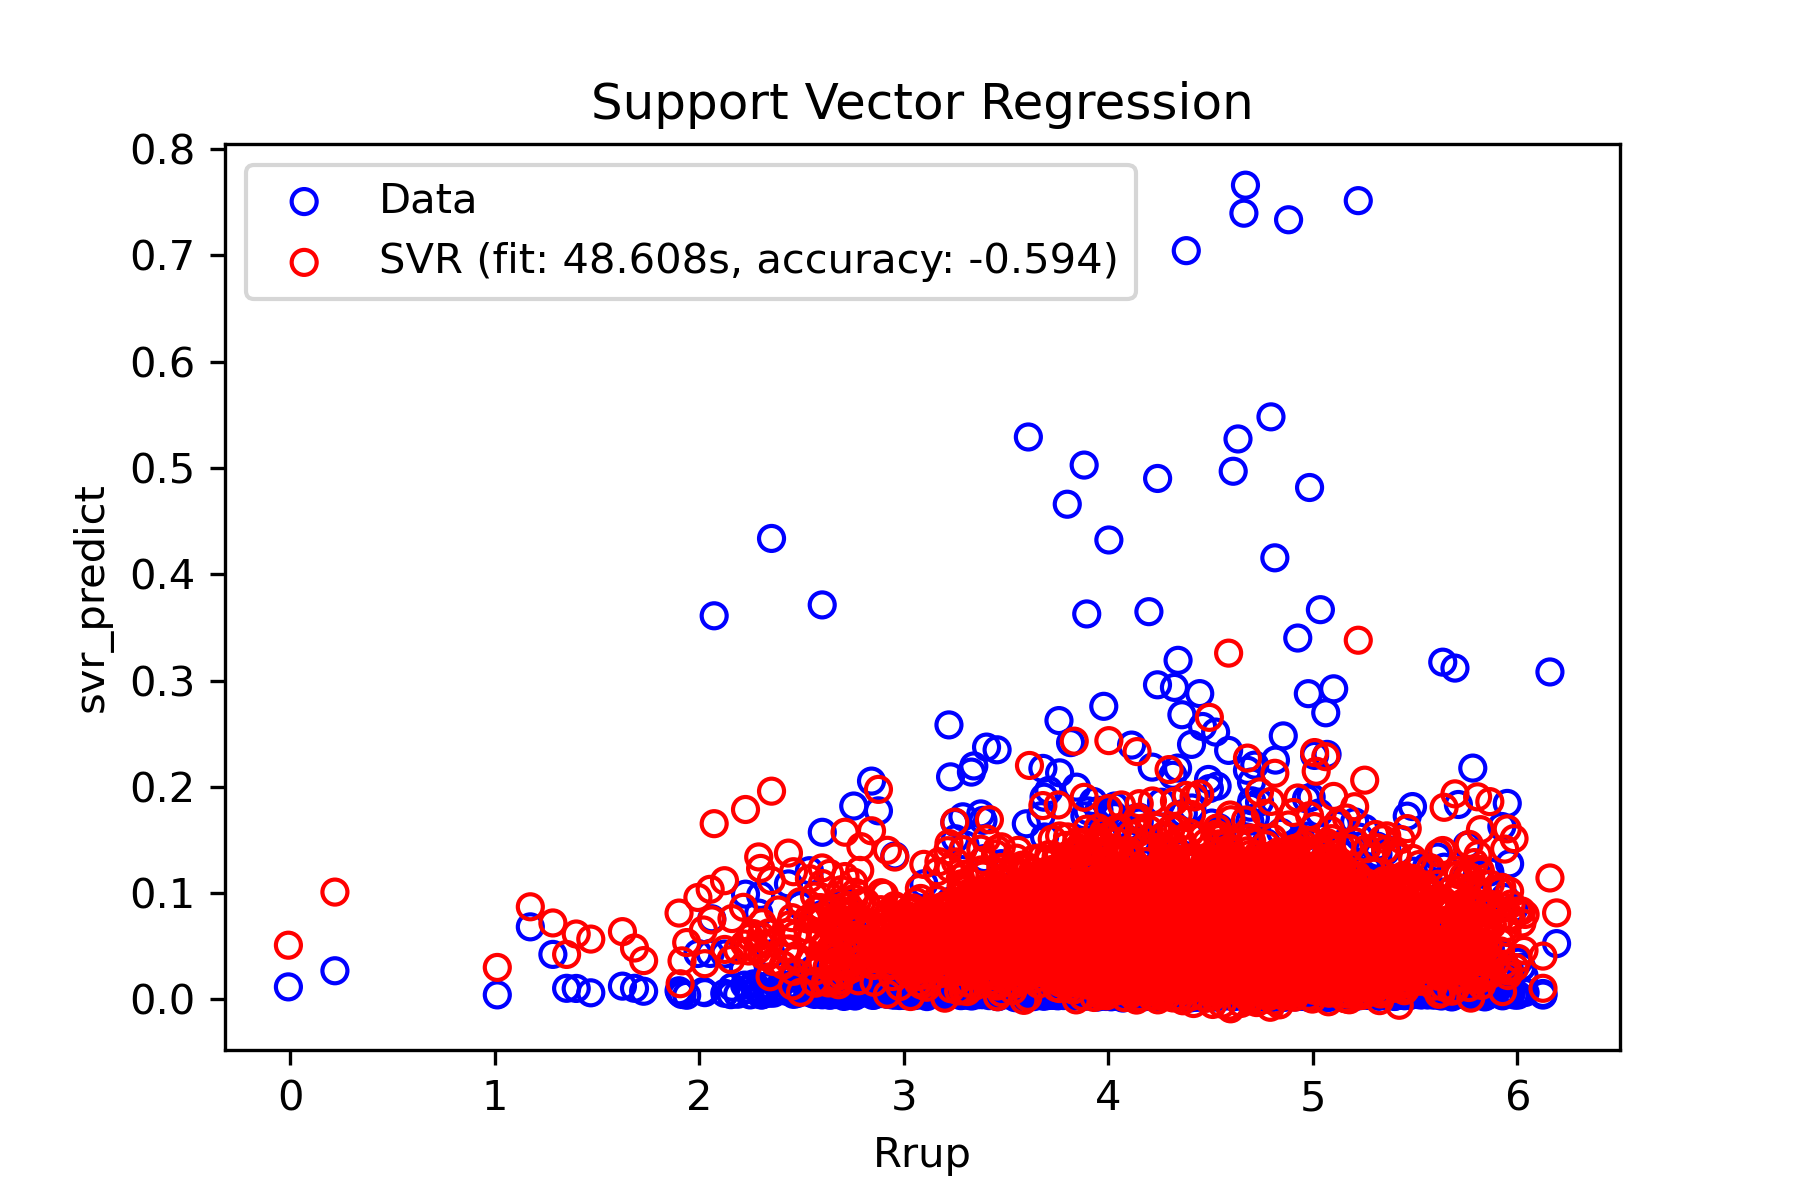 Support Vector Regression
Data
SVR (fit: 48.608s, accuracy: -0.594)
0.8
0.7
0.6
0.5
0.4
0.3
0.2
0.1
0.0
svr_predict
0 1 2 3 4 5 6
Rrup